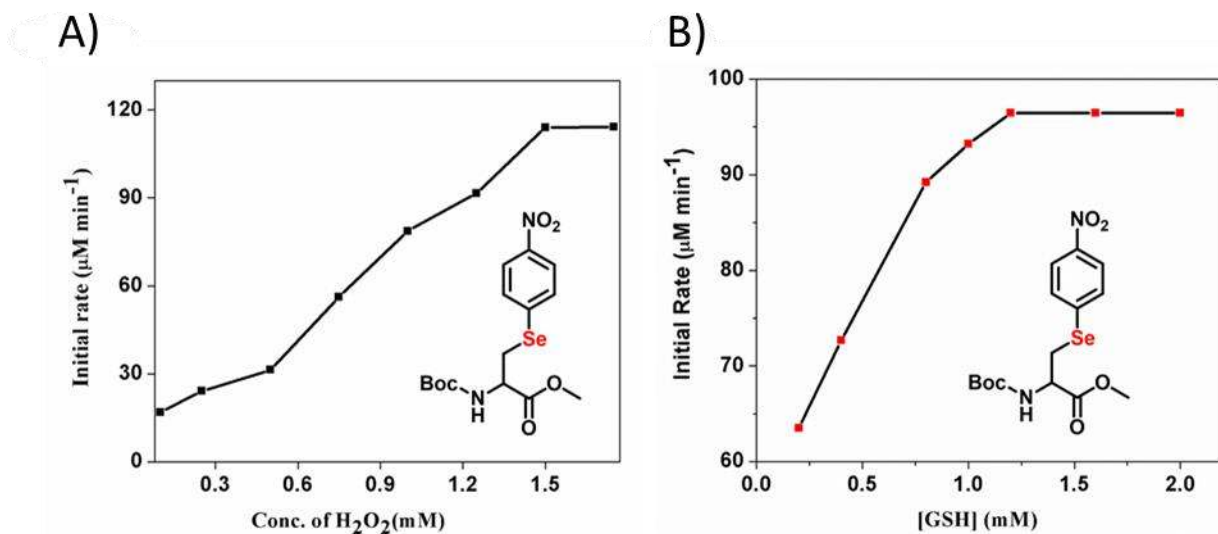 A)
Initial rate (μM min⁻¹)
120
90
60
30
0
0.3 0.6 0.9 1.2 1.5
Conc. of H₂O₂(mM)
NO₂
Se
Boc
N
H
O
O
B)
Initial Rate (μM min⁻¹)
100
90
80
70
60
0.0 0.5 1.0 1.5 2.0
[GSH] (mM)
NO₂
Se
Boc
N
H
O
O